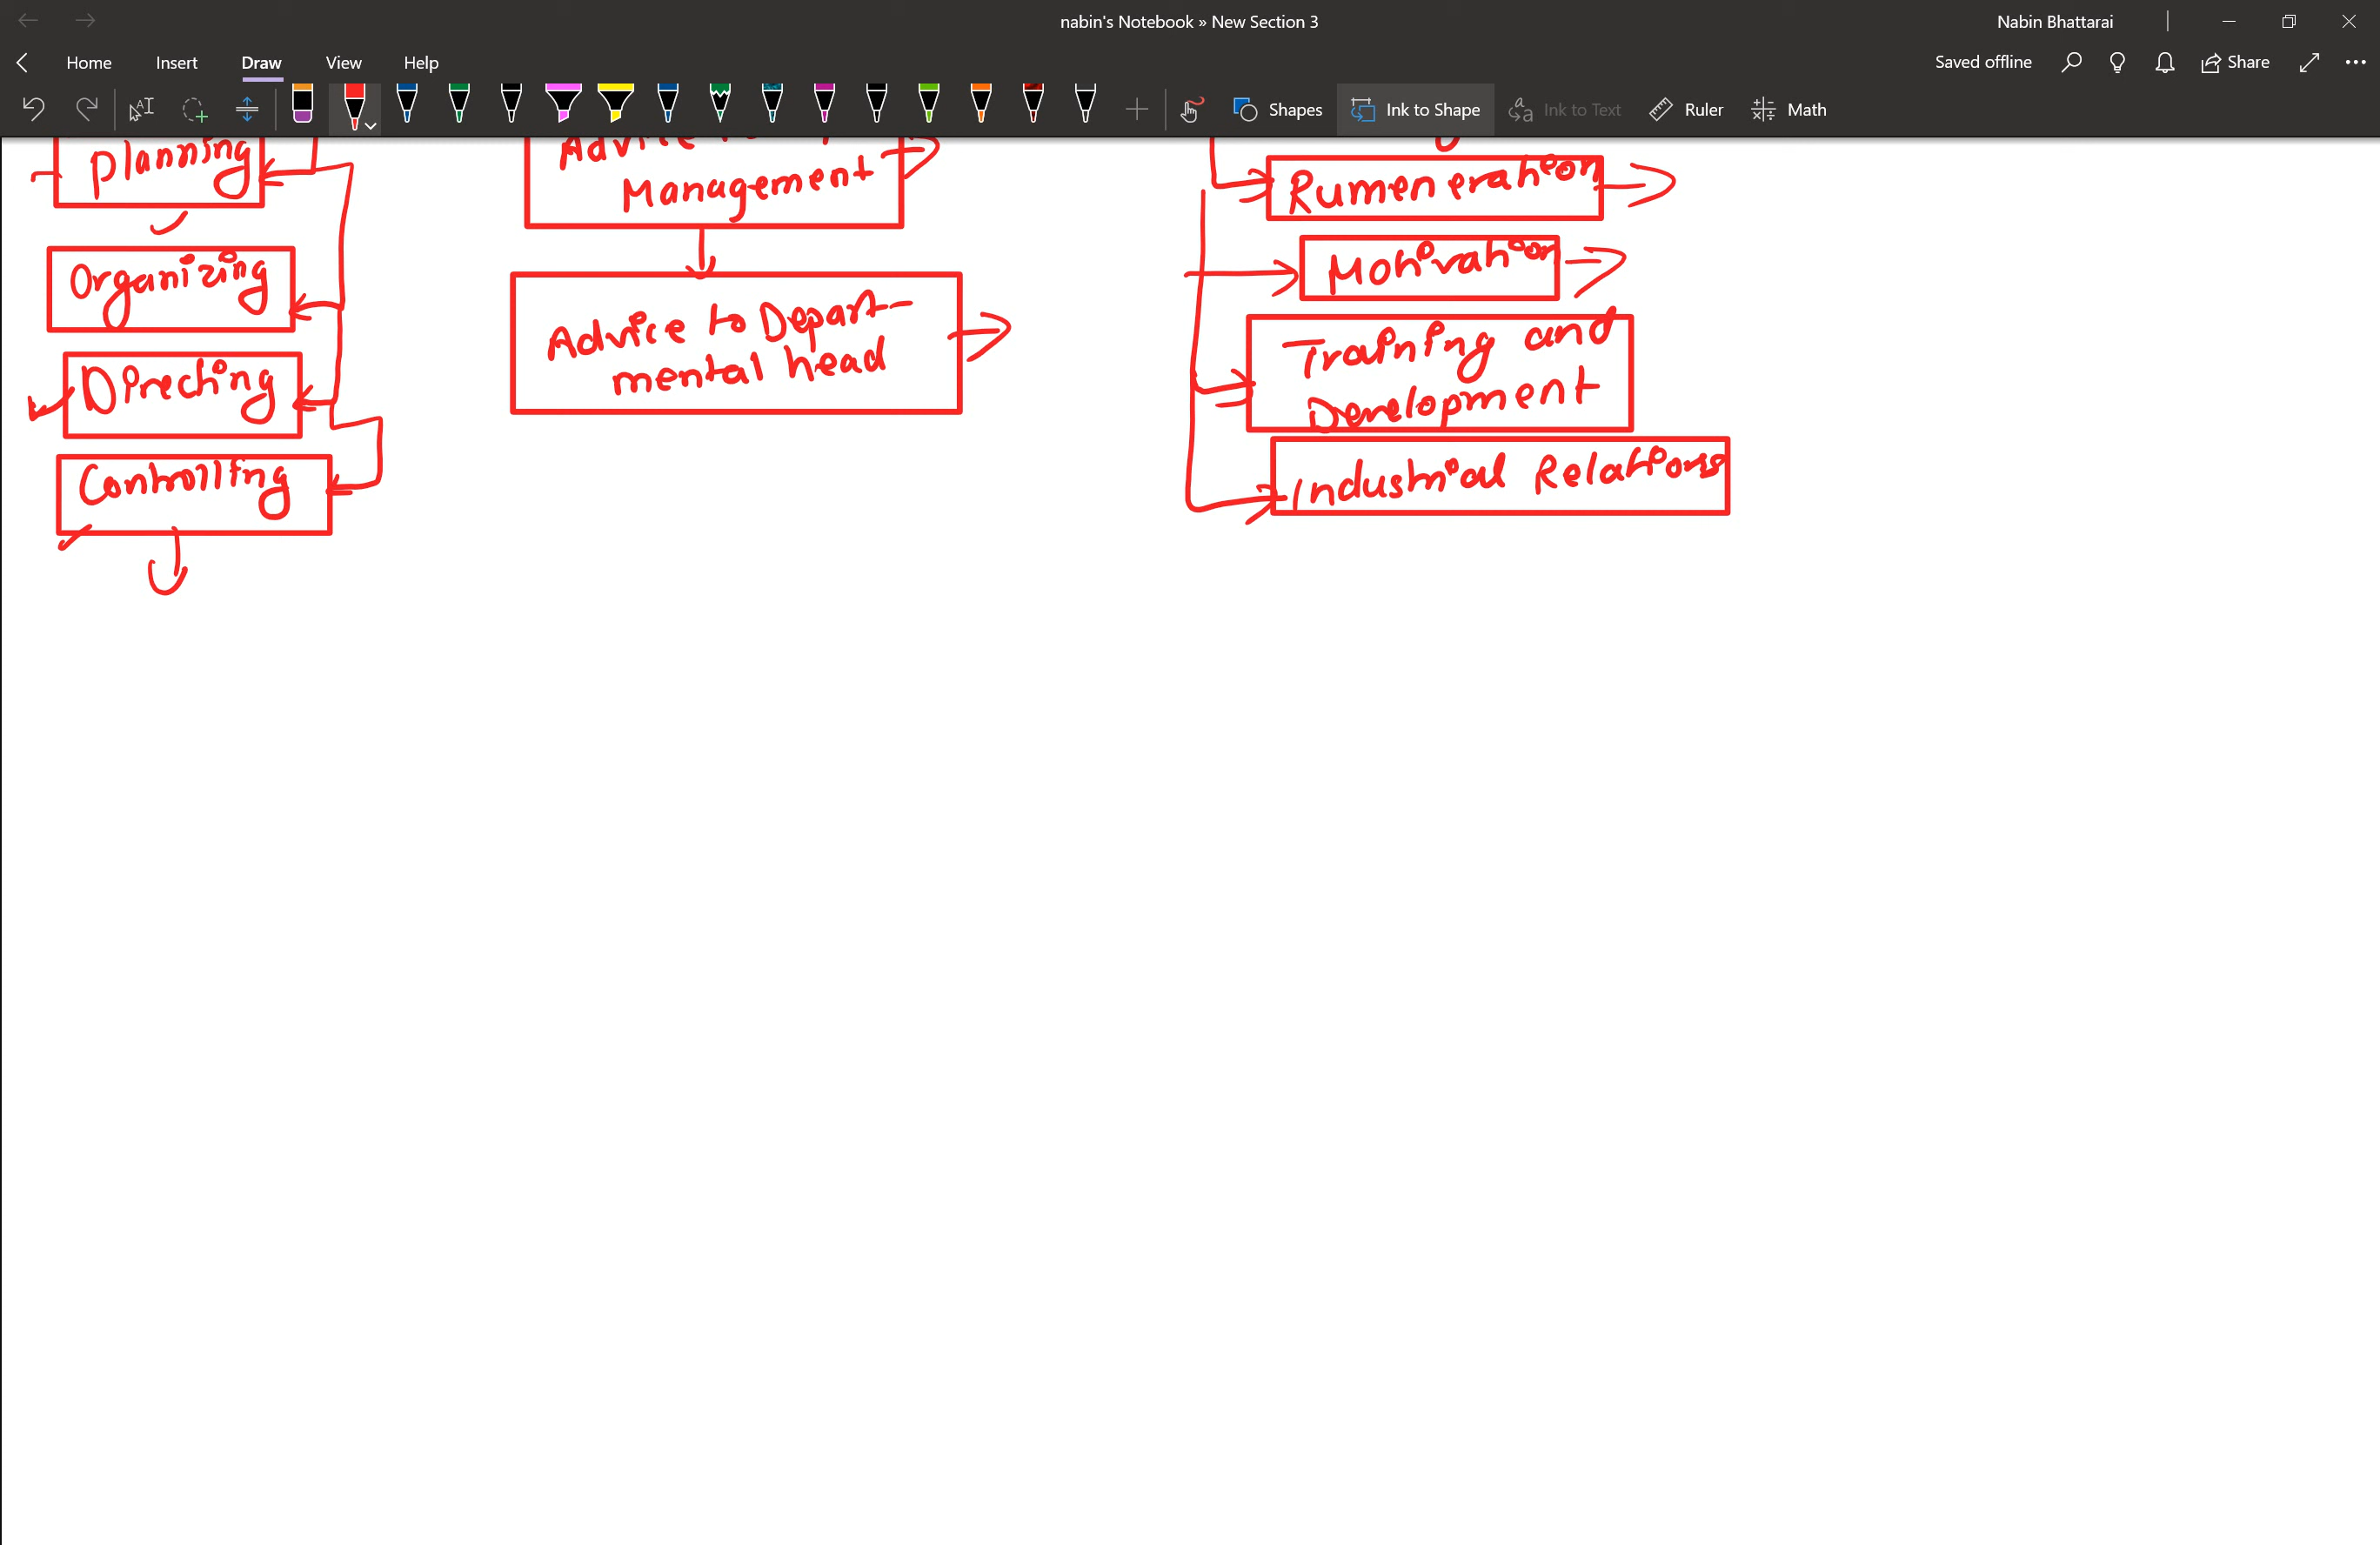 nabin's Notebook » New Section 3
Nabin Bhattarai
Home Insert Draw View Help
Saved offline
Share
Shapes
Ink to Shape
Ink to Text
Ruler
Math
Planning
Organizing
Directing
Controlling
Management
Advice to Depart-
mental head
Rumeneration
Motivation
Training and
Development
Industrial Relations